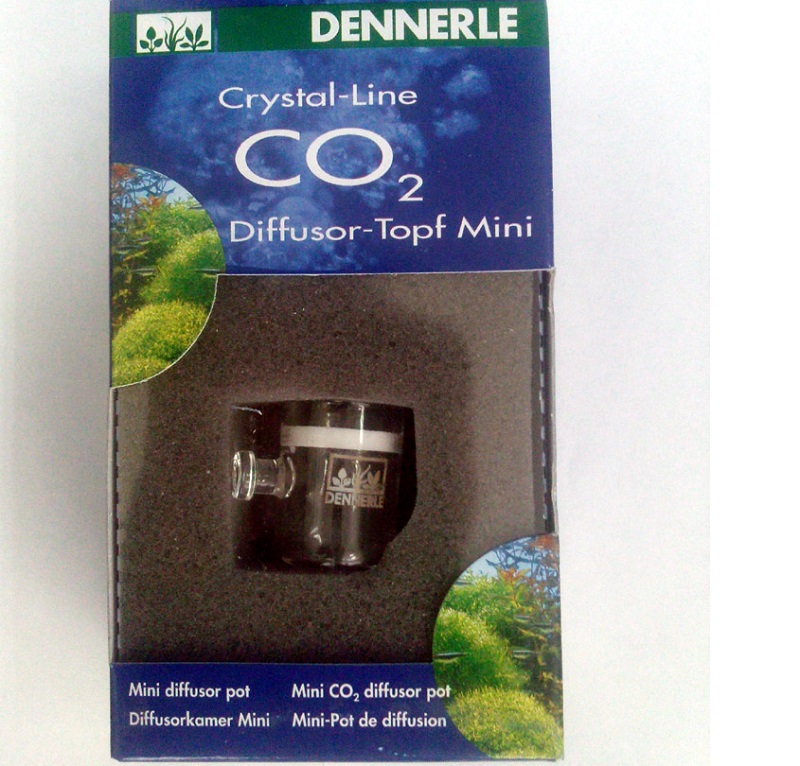 DENNERLE
Crystal-Line
CO₂
Diffusor-Topf Mini
DENNERLE
Mini diffusor pot
Mini CO₂ diffuser pot
Diffusorkamer Mini
Mini-Pot de diffusion